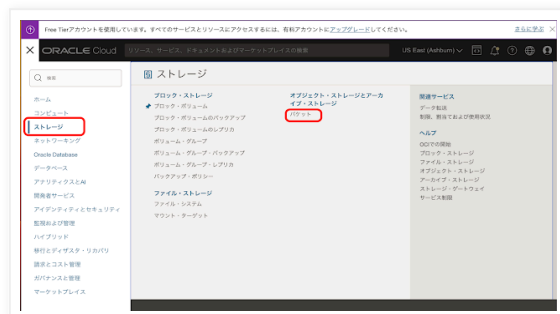 Free Tierアカウントを使用しています。すべてのサービスとリソースにアクセスするには、有料アカウントにアップグレードしてください。 さらに学ぶ
ORACLE Cloud リソース、サービス、ドキュメントおよびマーケットプレイスの検索 US East (Ashburn)
検索
ストレージ
ホーム
コンピュート
ストレージ
ネットワーキング
Oracle Database
データベース
アナリティクスとAI
開発者サービス
アイデンティティとセキュリティ
監視および管理
ハイブリッド
移行とディザスタ・リカバリ
請求とコスト管理
ガバナンスと管理
マーケットプレイス
ブロック・ストレージ
ブロック・ボリューム
ブロック・ボリュームのバックアップ
ブロック・ボリュームのレプリカ
ボリューム・グループ
ボリューム・グループ・バックアップ
ボリューム・グループ・レプリカ
バックアップ・ポリシー
ファイル・ストレージ
ファイル・システム
マウント・ターゲット
オブジェクト・ストレージとアーカ
イブ・ストレージ
バケット
関連サービス
データ転送
制限、割当ておよび使用状況
ヘルプ
OCIでの開始
ブロック・ストレージ
ファイル・ストレージ
オブジェクト・ストレージ
アーカイブ・ストレージ
ストレージ・ゲートウェイ
サービス制限